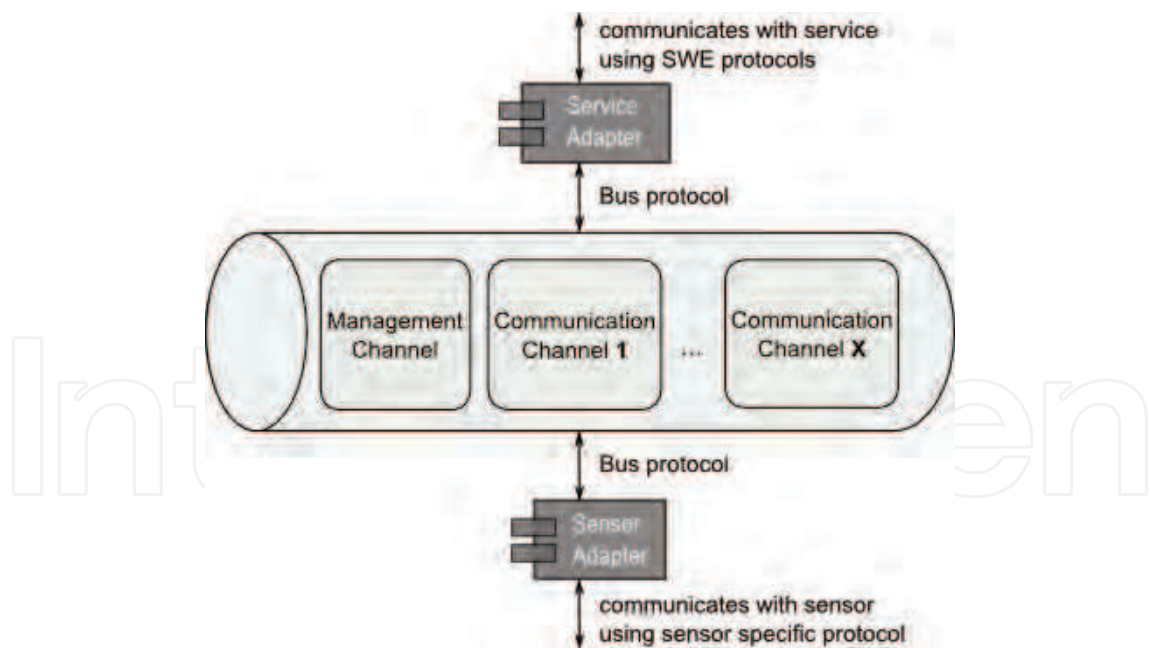 communicates with service
using SWE protocols
Service
Adapter
Bus protocol
Management
Channel
Communication
Channel 1
...
Communication
Channel X
Bus protocol
Sensor
Adapter
communicates with sensor
using sensor specific protocol
Inten